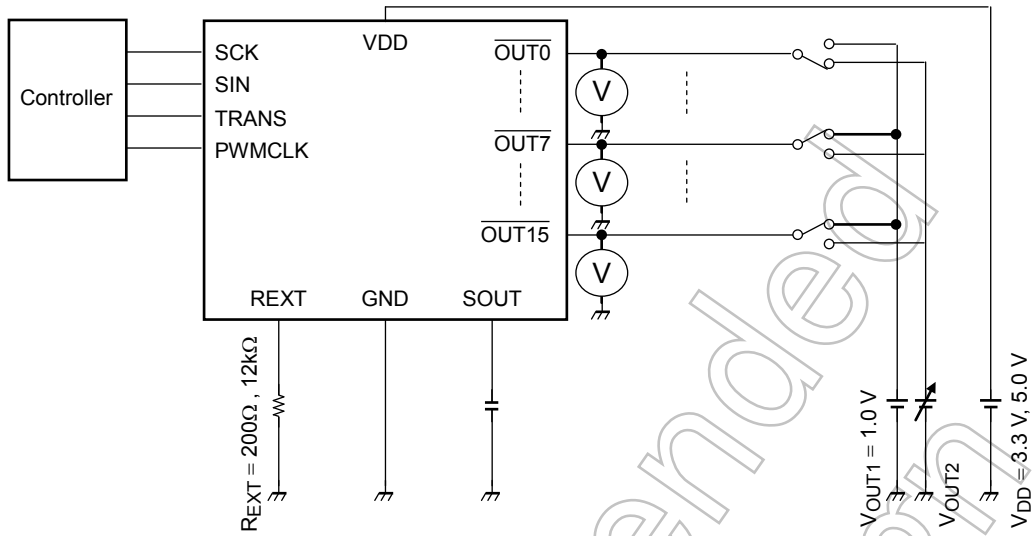 Controller
SCK
SIN
TRANS
PWMCLK
VDD
OUT0
OUT7
OUT15
V
V
V
REXT
GND
SOUT
REXT = 200Ω , 12kΩ
VOUT1 = 1.0 V
VOUT2
VDD = 3.3 V, 5.0 V
ended